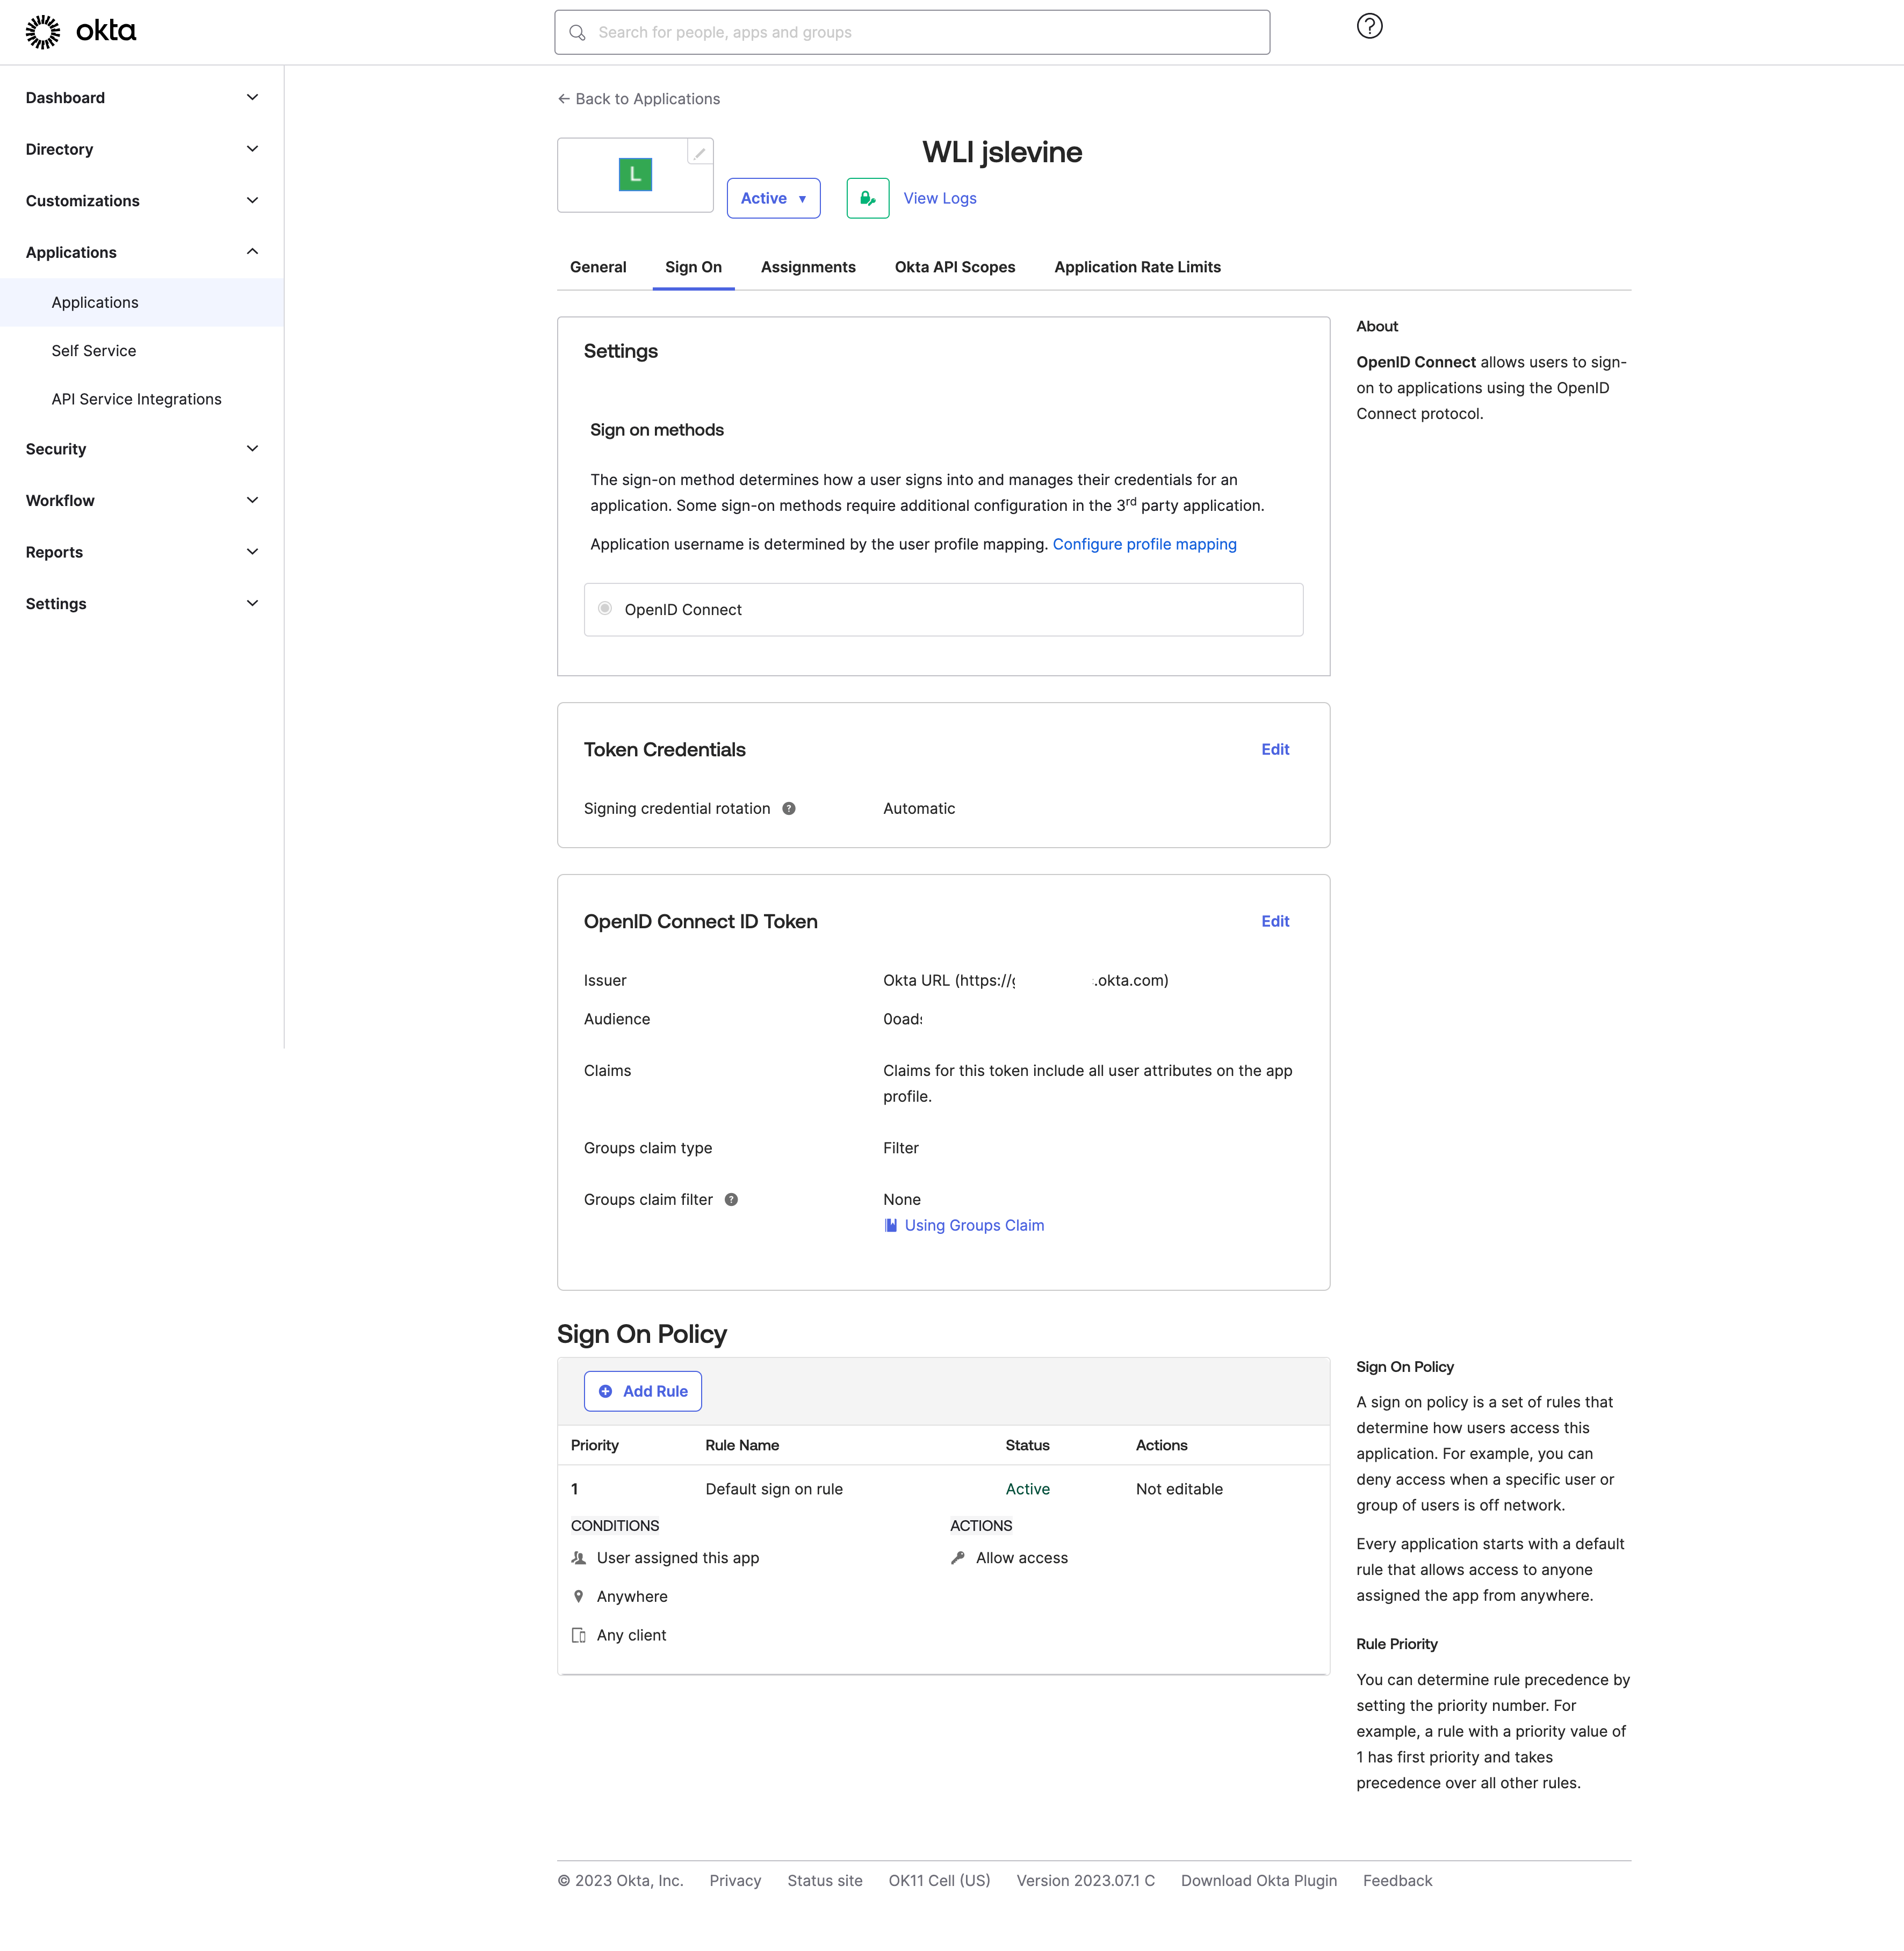 okta
Search for people, apps and groups
?
Dashboard
Directory
Customizations
Applications
Applications
Self Service
API Service Integrations
Security
Workflow
Reports
Settings
← Back to Applications
L
WLI jslevine
Active ▼
View Logs
General Sign On Assignments Okta API Scopes Application Rate Limits
Settings
Sign on methods
The sign-on method determines how a user signs into and manages their credentials for an
application. Some sign-on methods require additional configuration in the 3rd party application.
Application username is determined by the user profile mapping. Configure profile mapping
OpenID Connect
About
OpenID Connect allows users to sign-
on to applications using the OpenID
Connect protocol.
Token Credentials Edit
Signing credential rotation ? Automatic
OpenID Connect ID Token Edit
Issuer Okta URL (https:// .okta.com)
Audience 0oads
Claims Claims for this token include all user attributes on the app
profile.
Groups claim type Filter
Groups claim filter ? None
Using Groups Claim
Sign On Policy
Add Rule
Priority Rule Name Status Actions
1 Default sign on rule Active Not editable
CONDITIONS ACTIONS
User assigned this app Allow access
Anywhere
Any client
Sign On Policy
A sign on policy is a set of rules that
determine how users access this
application. For example, you can
deny access when a specific user or
group of users is off network.
Every application starts with a default
rule that allows access to anyone
assigned the app from anywhere.
Rule Priority
You can determine rule precedence by
setting the priority number. For
example, a rule with a priority value of
1 has first priority and takes
precedence over all other rules.
© 2023 Okta, Inc. Privacy Status site OK11 Cell (US) Version 2023.07.1 C Download Okta Plugin Feedback